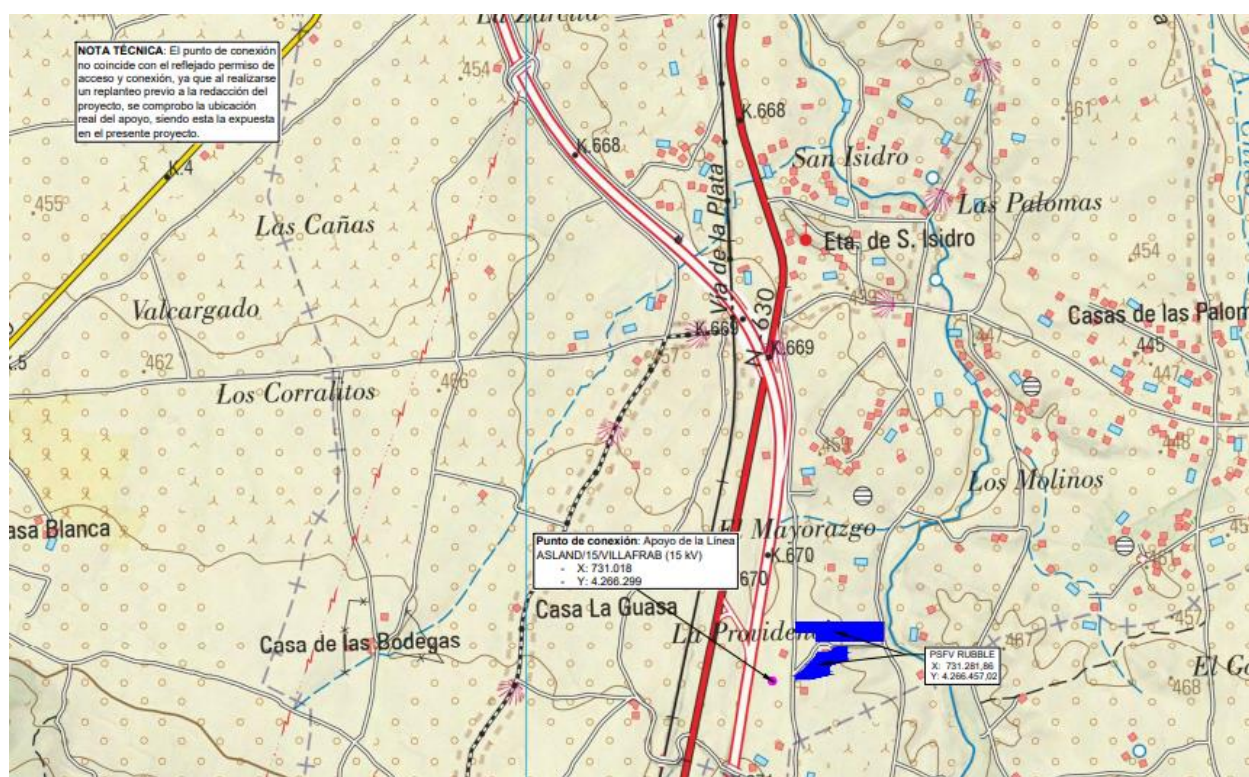 La Zarcilla
NOTA TÉCNICA: El punto de conexión
no coincide con el reflejado permiso de
acceso y conexión, ya que al realizarse
un replanteo previo a la redacción del
proyecto, se comprobo la ubicación
real del apoyo, siendo esta la expuesta
en el presente proyecto.
454
461
K.668
K.668
K.4
San Isidro
455
Las Cañas
Las Palomas
Vía de la Plata
Eta. de S. Isidro
454
Valcargado
N 630
Casas de las Palom
K.669
K.669
447
445
462
457
447
466
Los Corralitos
459
448
Los Molinos
asa Blanca
El Mayorazgo
Punto de conexión: Apoyo de la Línea
ASLAND/15/VILLAFRAB (15 kV)
- X: 731.018
- Y: 4.266.299
K.670
670
Casa La Guasa
457
La Providen
Casa de las Bodegas
PSFV RUBBLE
X: 731.281,86
Y: 4.266.457,02
El Go
468